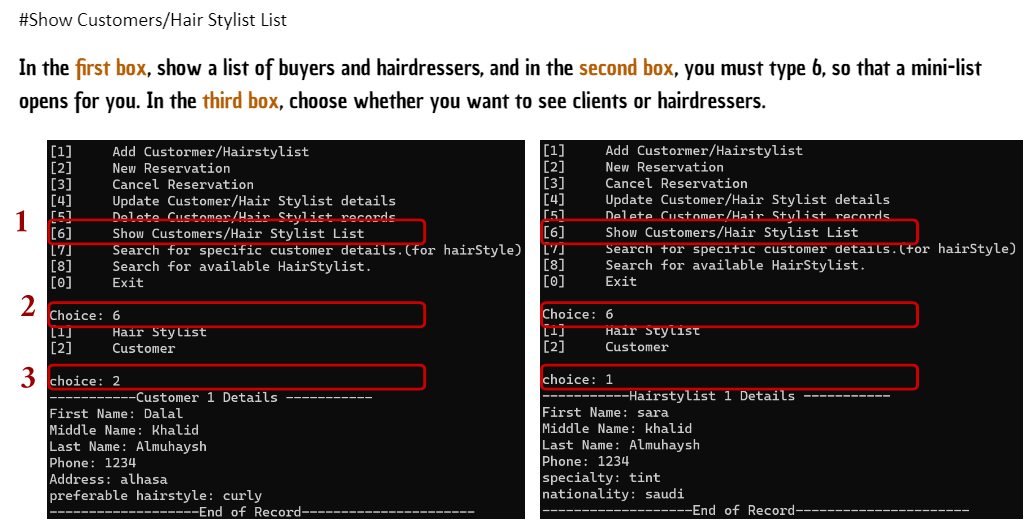 #Show Customers/Hair Stylist List
In the first box, show a list of buyers and hairdressers, and in the second box, you must type 6, so that a mini-list
opens for you. In the third box, choose whether you want to see clients or hairdressers.
[1] Add Custormer/Hairstylist
[2] New Reservation
[3] Cancel Reservation
[4] Update Customer/Hair Stylist details
[5] Delete Customer/Hair Stylist records
1
[6] Show Customers/Hair Stylist List
[7] Search for specific customer details.(for hairStyle)
[8] Search for available HairStylist.
[0] Exit
2
Choice: 6
[1] Hair Stylist
[2] Customer
3
choice: 2
-----------Customer 1 Details -----------
First Name: Dalal
Middle Name: Khalid
Last Name: Almuhaysh
Phone: 1234
Address: alhasa
preferable hairstyle: curly
-------------------End of Record----------------------
[1] Add Custormer/Hairstylist
[2] New Reservation
[3] Cancel Reservation
[4] Update Customer/Hair Stylist details
[5] Delete Customer/Hair Stylist records
[6] Show Customers/Hair Stylist List
[7] Search for specific customer details.(for hairStyle)
[8] Search for available HairStylist.
[0] Exit
Choice: 6
[1] Hair Stylist
[2] Customer
choice: 1
-----------Hairstylist 1 Details -----------
First Name: sara
Middle Name: khalid
Last Name: Almuhaysh
Phone: 1234
specialty: tint
nationality: saudi
-------------------End of Record----------------------